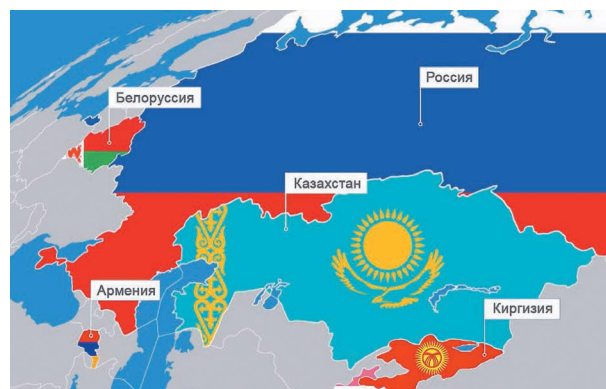 Россия
Белоруссия
Казахстан
Армения
Киргизия